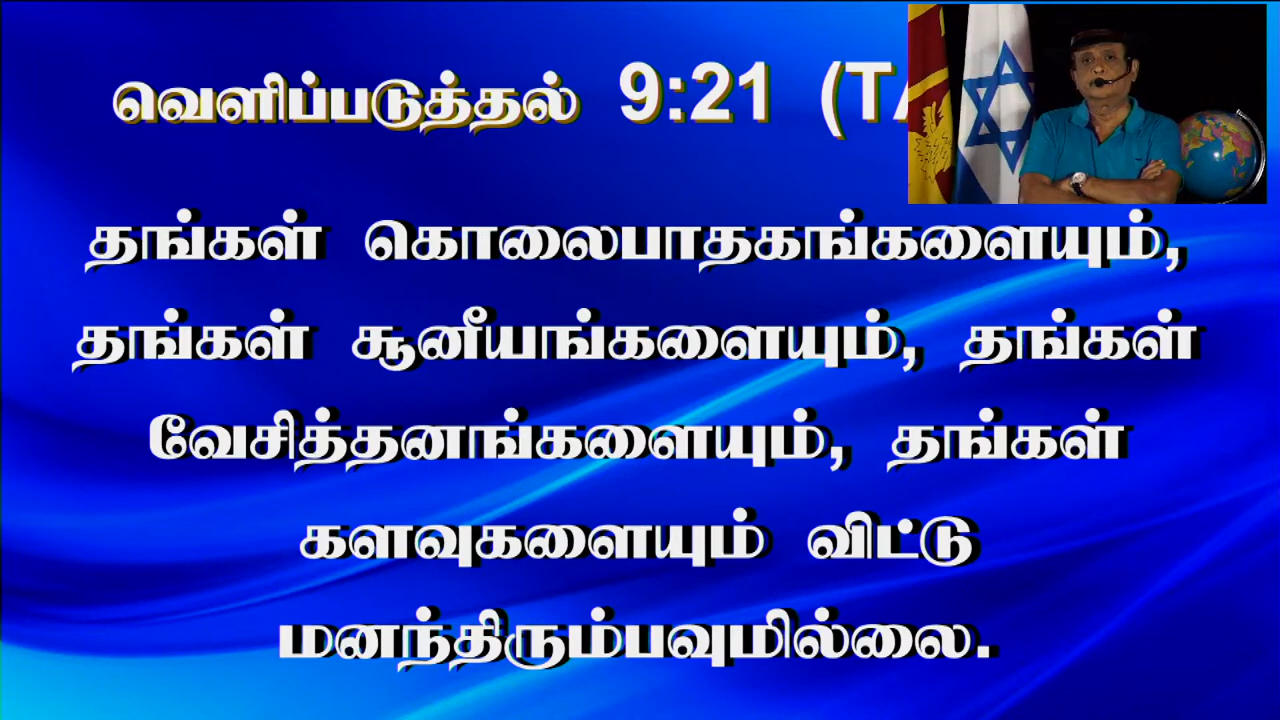 வெளிப்படுத்தல் 9:21
தங்கள் கொலைபாதகங்களையும்,
தங்கள் சூனீயங்களையும், தங்கள்
வேசித்தனங்களையும், தங்கள்
களவுகளையும் விட்டு
மனந்திரும்பவுமில்லை.